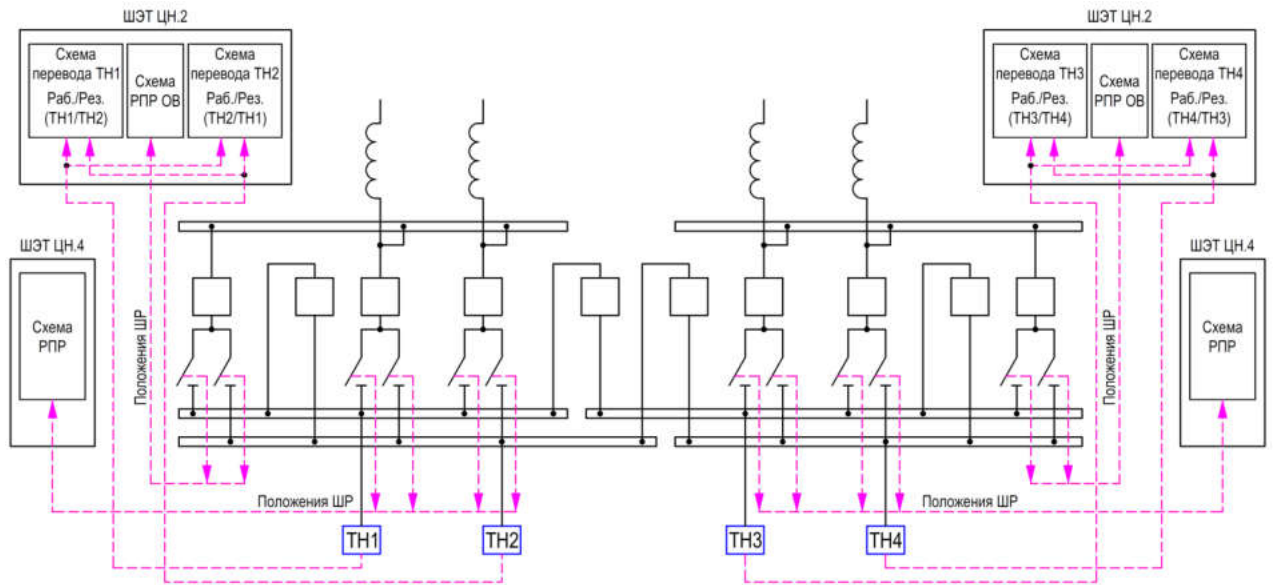 ШЭТ ЦН.2
Схема
перевода ТН1
Раб./Рез.
(ТН1/ТН2)
Схема
РПР ОВ
Схема
перевода ТН2
Раб./Рез.
(ТН2/ТН1)
ШЭТ ЦН.2
Схема
перевода ТН3
Раб./Рез.
(ТН3/ТН4)
Схема
РПР ОВ
Схема
перевода ТН4
Раб./Рез.
(ТН4/ТН3)
ШЭТ ЦН.4
Схема
РПР
Положения ШР
Положения ШР
ШЭТ ЦН.4
Схема
РПР
Положения ШР
Положения ШР
ТН1
ТН2
ТН3
ТН4